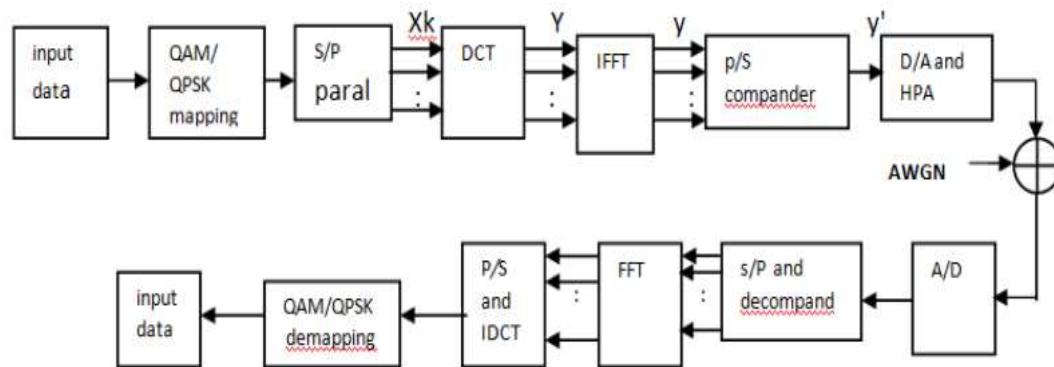 input
data
QAM/
QPSK
mapping
S/P
paral
Xk
:
DCT
Y
:
IFFT
y
:
p/S
compander
y'
D/A and
HPA
AWGN
A/D
s/P and
decompand
:
FFT
:
P/S
and
IDCT
QAM/QPSK
demapping
input
data